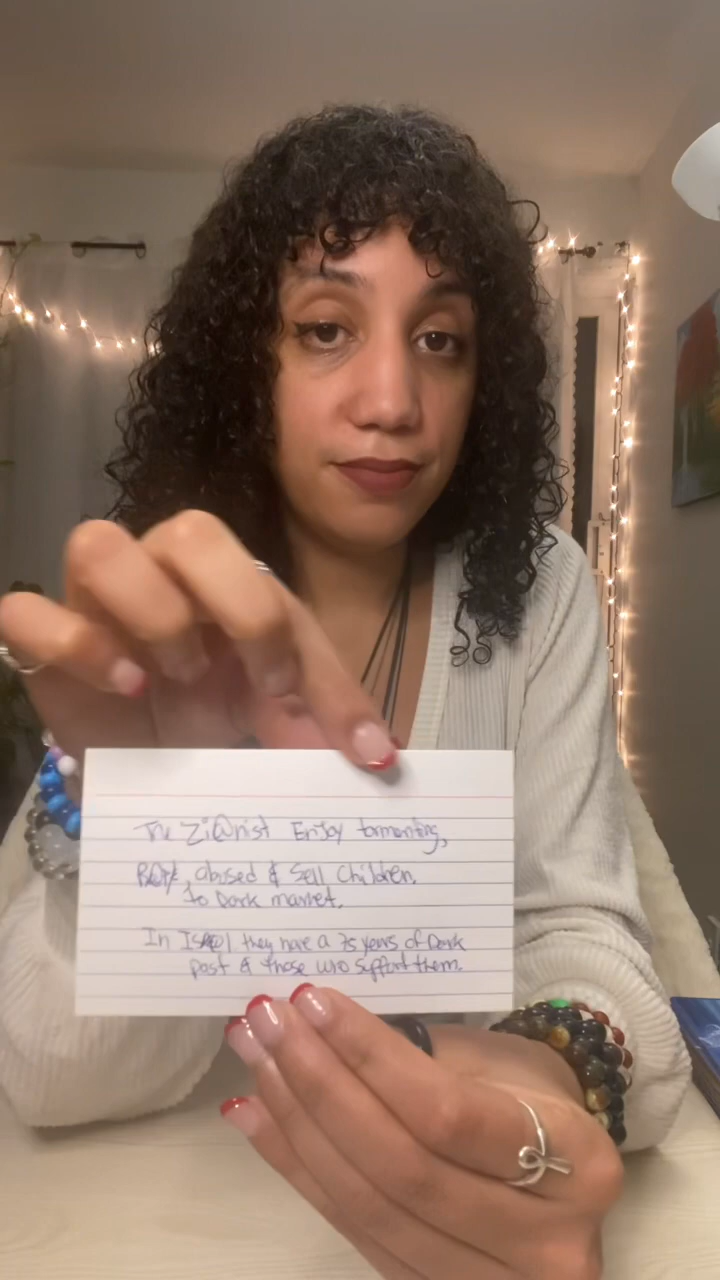 The Zi@nist Enjoy tormenting,
abused & Sell Children.
to Dark market.
In they have a 75 years of Dark
past & those who support them.